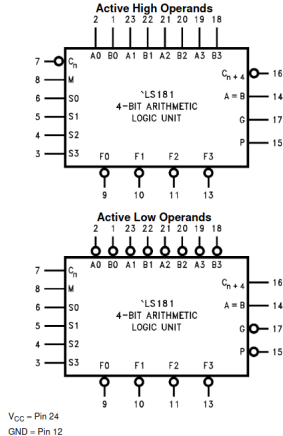 Active High Operands
2 1 23 22 21 20 19 18
A0 B0 A1 B1 A2 B2 A3 B3
7 Cn
8 M
6 S0
5 S1
4 S2
3 S3
`LS181
4-BIT ARITHMETIC
LOGIC UNIT
Cn+4 16
A=B 14
G 17
P 15
F0 F1 F2 F3
9 10 11 13
Active Low Operands
2 1 23 22 21 20 19 18
A0 B0 A1 B1 A2 B2 A3 B3
7 Cn
8 M
6 S0
5 S1
4 S2
3 S3
`LS181
4-BIT ARITHMETIC
LOGIC UNIT
Cn+4 16
A=B 14
G 17
P 15
F0 F1 F2 F3
9 10 11 13
VCC = Pin 24
GND = Pin 12